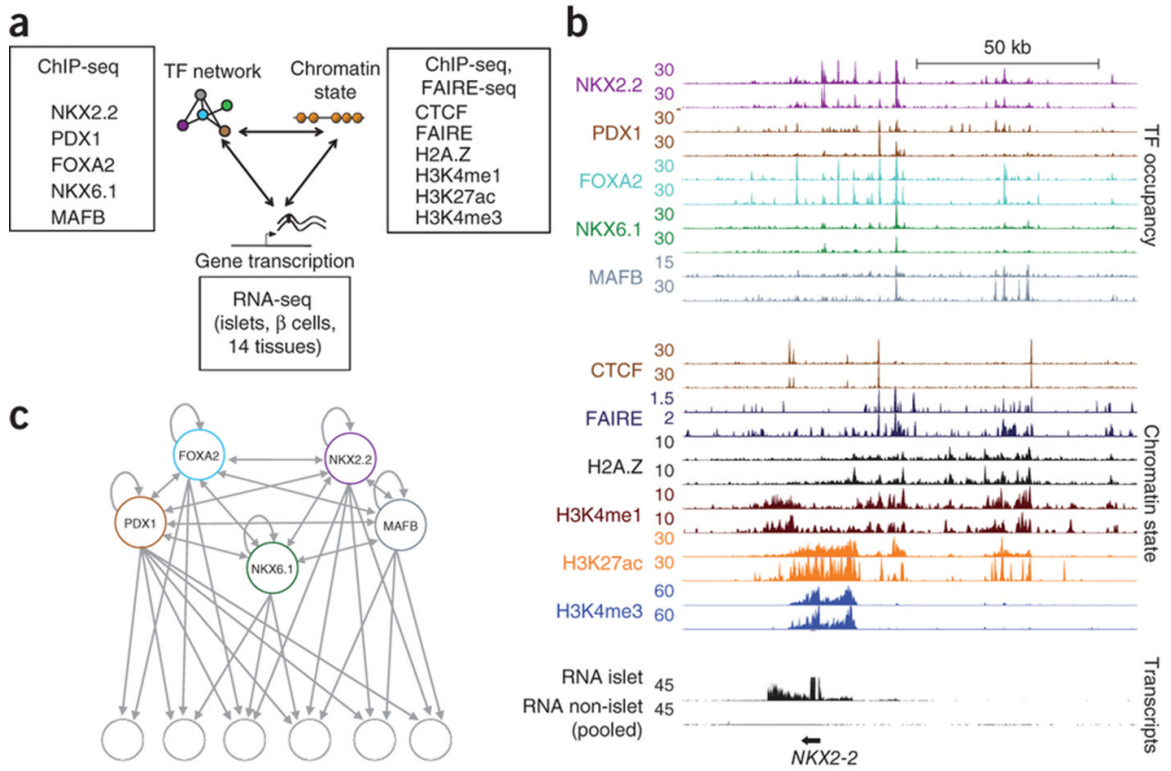 a
ChIP-seq
NKX2.2
PDX1
FOXA2
NKX6.1
MAFB
TF network
Chromatin
state
ChIP-seq,
FAIRE-seq
CTCF
FAIRE
H2A.Z
H3K4me1
H3K27ac
H3K4me3
Gene transcription
RNA-seq
(islets, β cells,
14 tissues)
b
50 kb
NKX2.2
30
30
PDX1
30
30
FOXA2
30
30
NKX6.1
30
30
MAFB
15
30
TF occupancy
CTCF
30
30
FAIRE
1.5
2
H2A.Z
10
10
H3K4me1
10
10
H3K27ac
30
30
H3K4me3
60
60
Chromatin state
RNA islet
45
RNA non-islet
(pooled)
45
Transcripts
NKX2-2
c
FOXA2
NKX2.2
PDX1
MAFB
NKX6.1